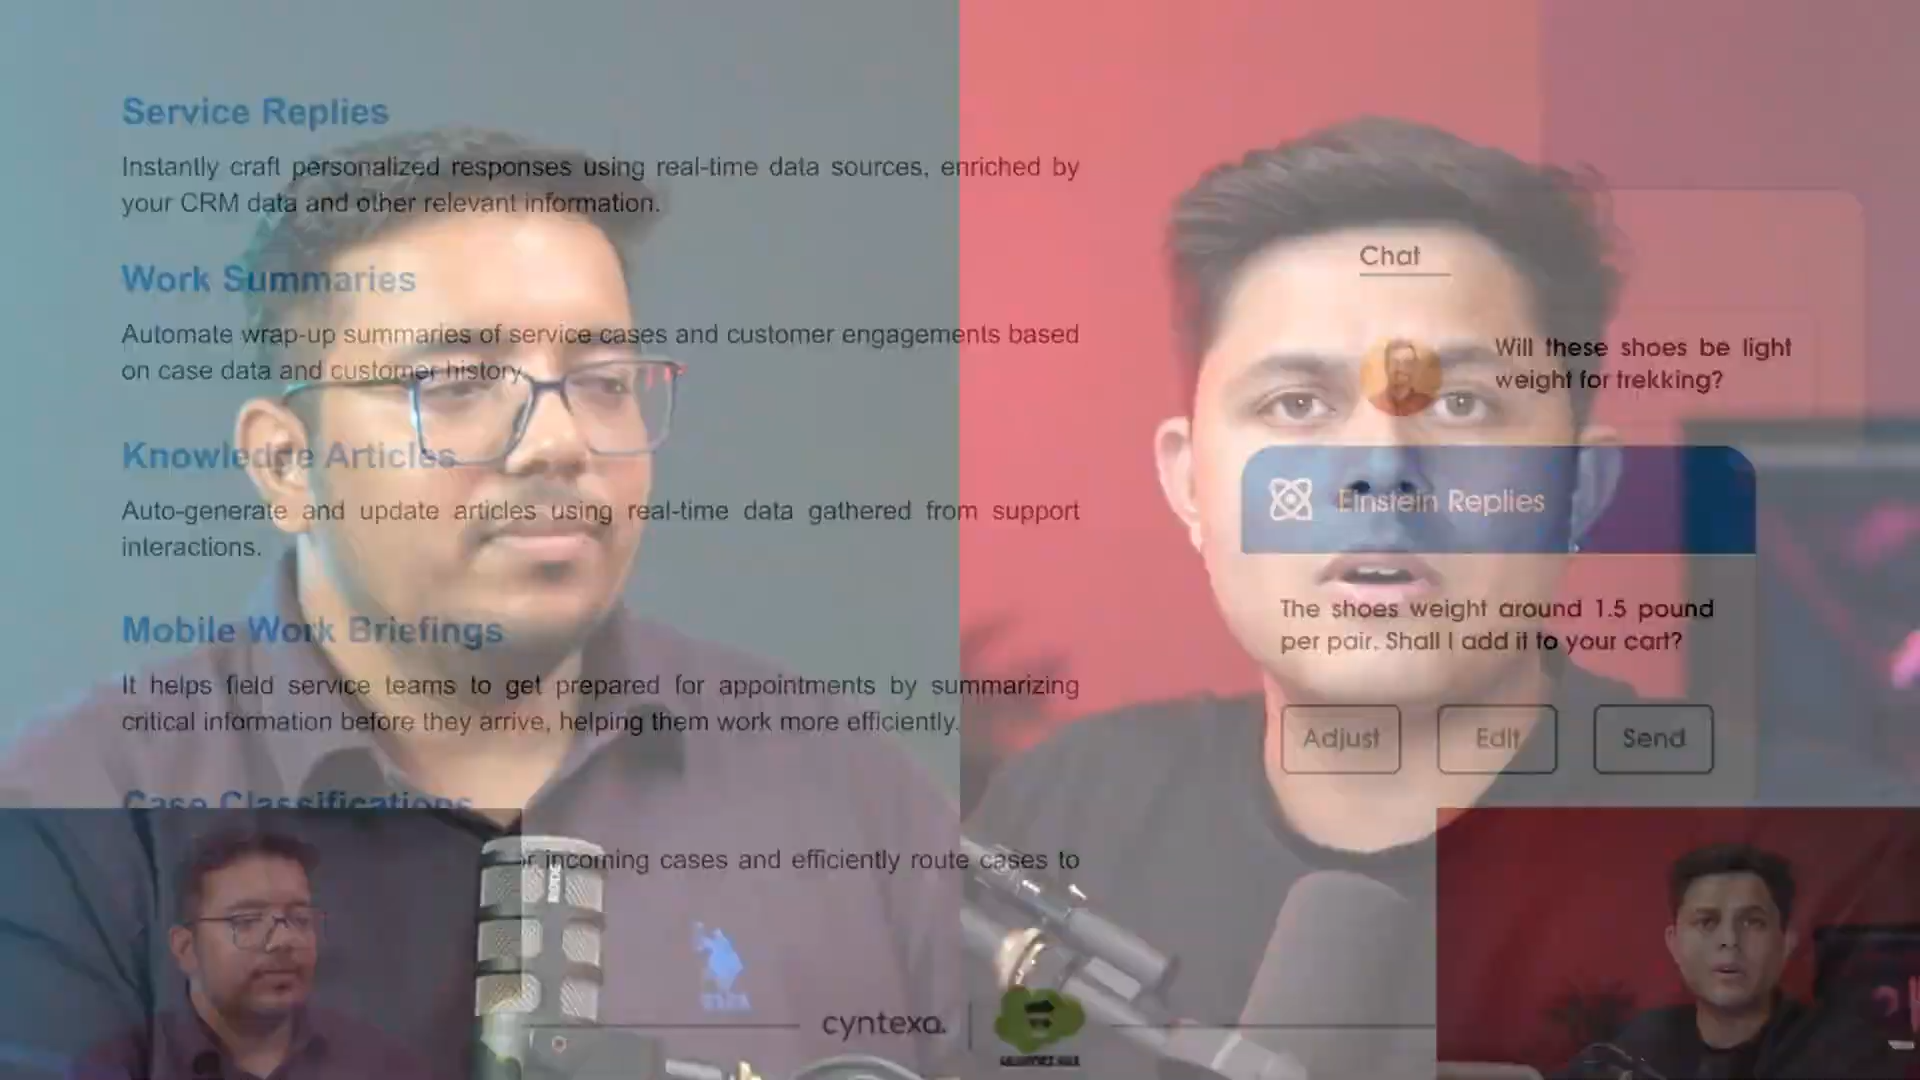 Service Replies
Instantly craft personalized responses using real-time data sources, enriched by
your CRM data and other relevant information.
Work Summaries
Automate wrap-up summaries of service cases and customer engagements based
on case data and customer history.
Knowledge Articles
Auto-generate and update articles using real-time data gathered from support
interactions.
Mobile Work Briefings
It helps field service teams to get prepared for appointments by summarizing
critical information before they arrive, helping them work more efficiently.
Case Classifications
incoming cases and efficiently route cases to
Chat
Will these shoes be light
weight for trekking?
Einstein Replies
The shoes weight around 1.5 pound
per pair. Shall I add it to your cart?
Adjust
Edit
Send
cyntexa.